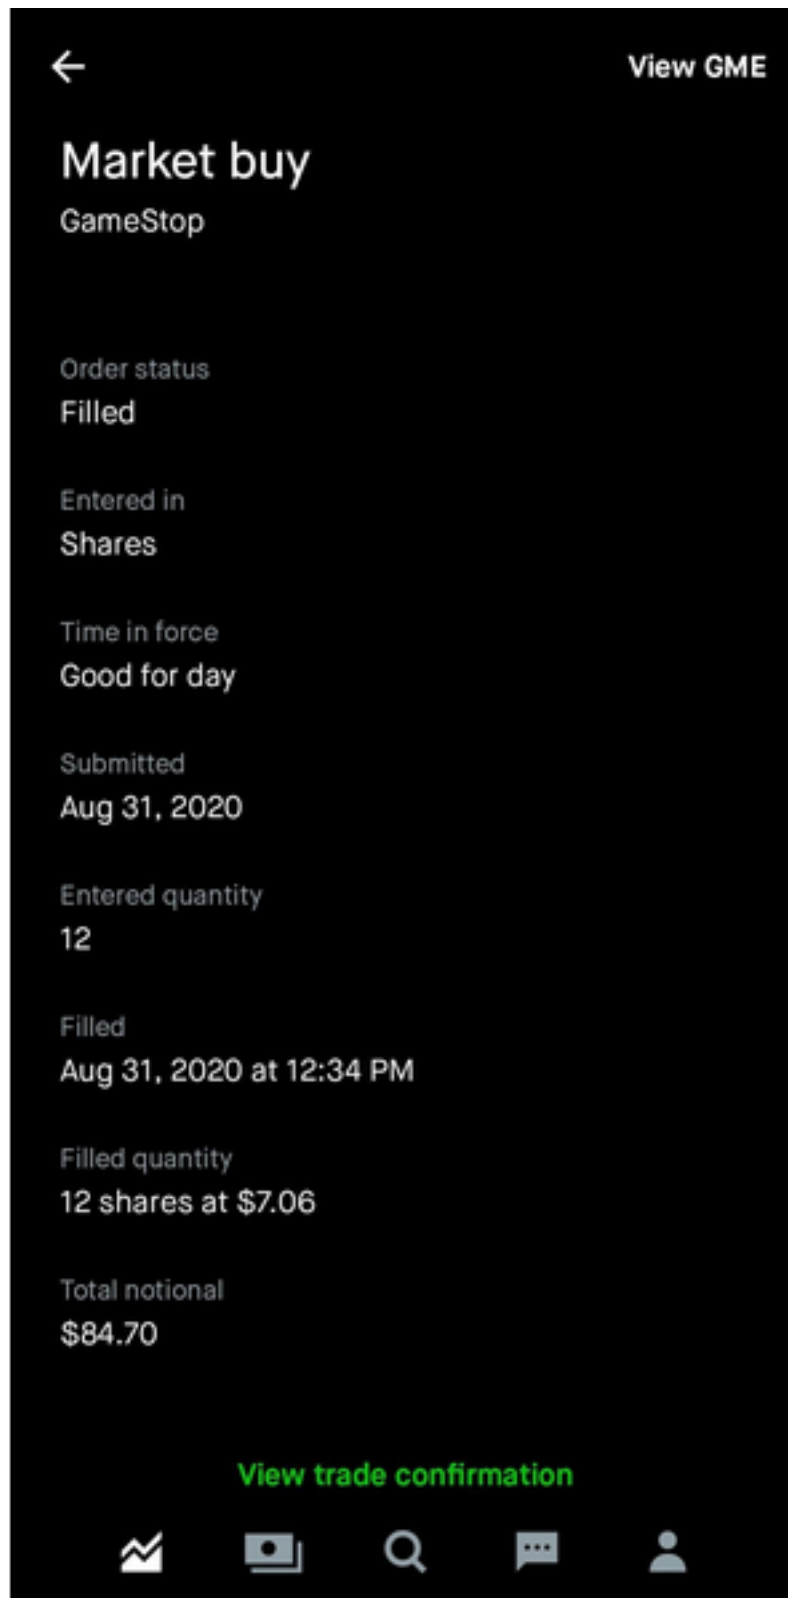 View GME
Market buy
GameStop
Order status
Filled
Entered in
Shares
Time in force
Good for day
Submitted
Aug 31, 2020
Entered quantity
12
Filled
Aug 31, 2020 at 12:34 PM
Filled quantity
12 shares at $7.06
Total notional
$84.70
View trade confirmation